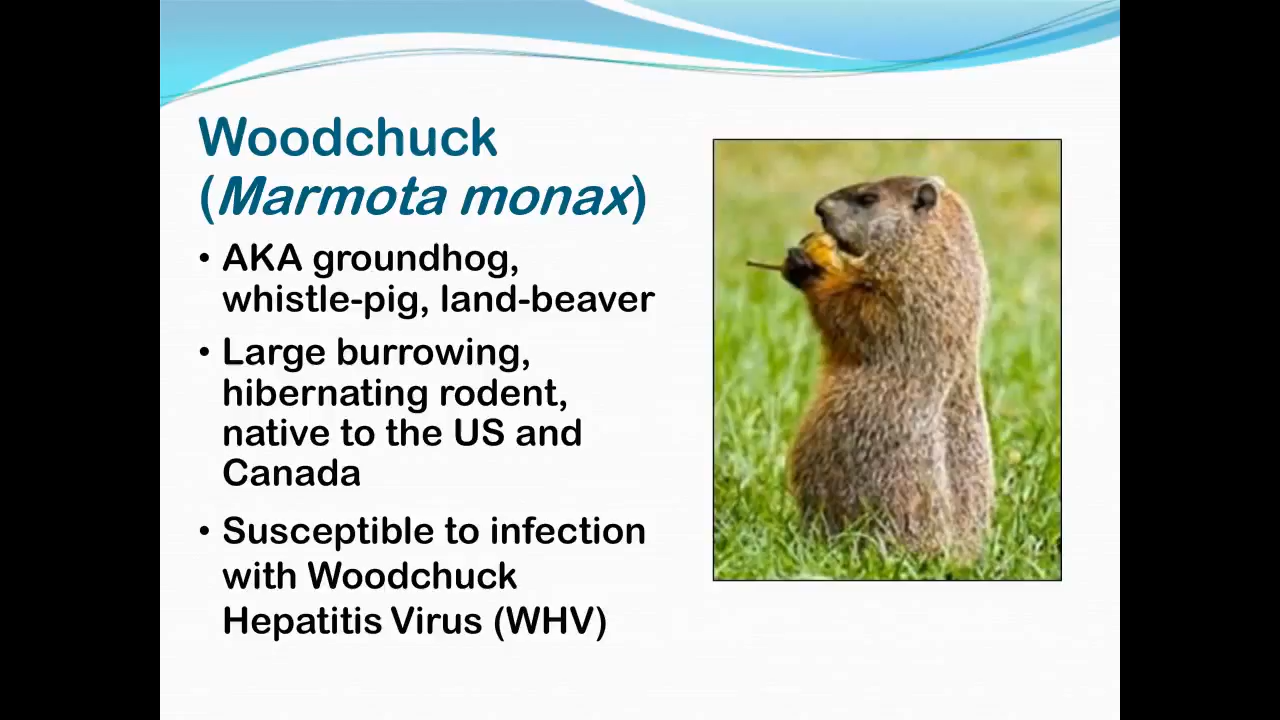 Woodchuck
(Marmota monax)
• AKA groundhog,
whistle-pig, land-beaver
• Large burrowing,
hibernating rodent,
native to the US and
Canada
• Susceptible to infection
with Woodchuck
Hepatitis Virus (WHV)